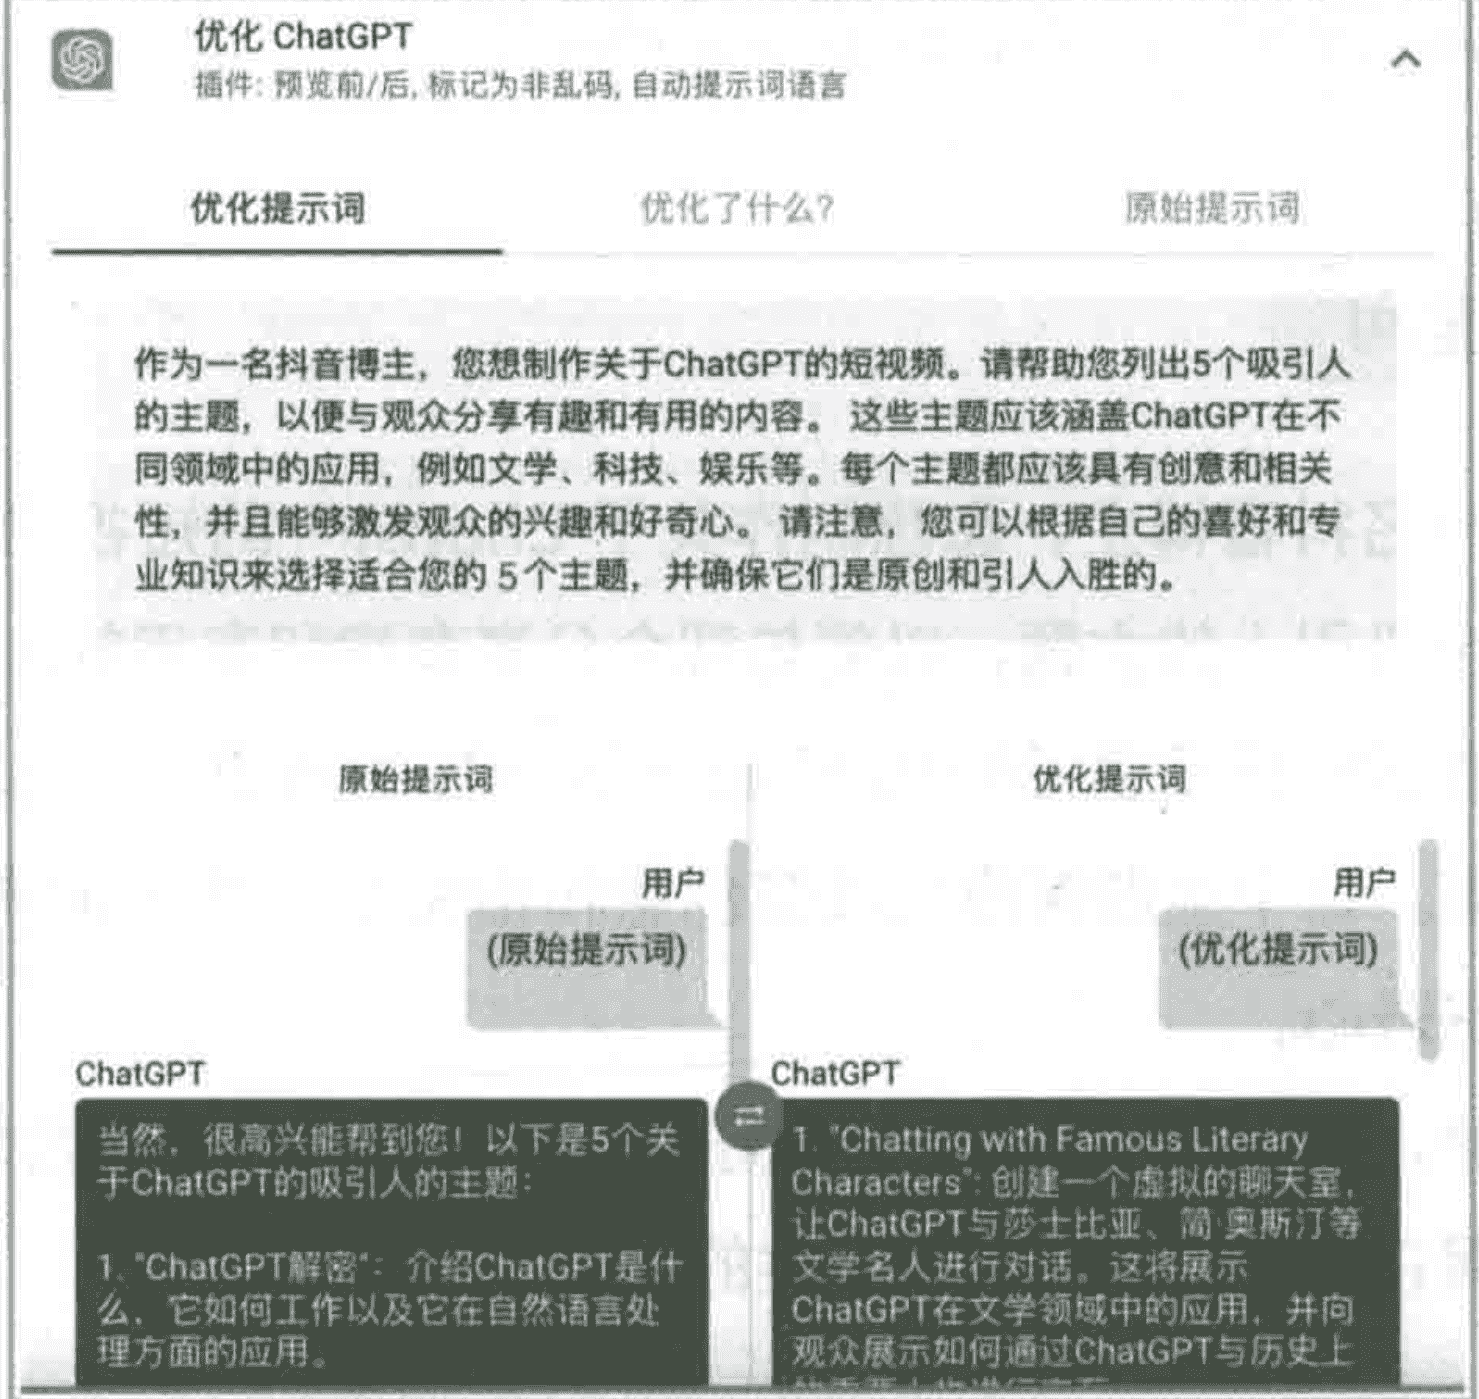 优化 ChatGPT
插件: 预览前/后, 标记为非乱码, 自动提示词语言
优化提示词
优化了什么?
原始提示词
作为一名抖音博主，您想制作关于ChatGPT的短视频。请帮助您列出5个吸引人
的主题，以便与观众分享有趣和有用的内容。 这些主题应该涵盖ChatGPT在不
同领域中的应用，例如文学、科技、娱乐等。每个主题都应该具有创意和相关
性，并且能够激发观众的兴趣和好奇心。 请注意，您可以根据自己的喜好和专
业知识来选择适合您的 5个主题，并确保它们是原创和引人入胜的。
原始提示词
用户
(原始提示词)
ChatGPT
当然，很高兴能帮到您！以下是5个关
于ChatGPT的吸引人的主题：
1. "ChatGPT解密"：介绍ChatGPT是什
么，它如何工作以及它在自然语言处
理方面的应用。
优化提示词
用户
(优化提示词)
ChatGPT
1. "Chatting with Famous Literary
Characters": 创建一个虚拟的聊天室，
让ChatGPT与莎士比亚、简·奥斯汀等
文学名人进行对话。这将展示
ChatGPT在文学领域中的应用，并向
观众展示如何通过ChatGPT与历史上